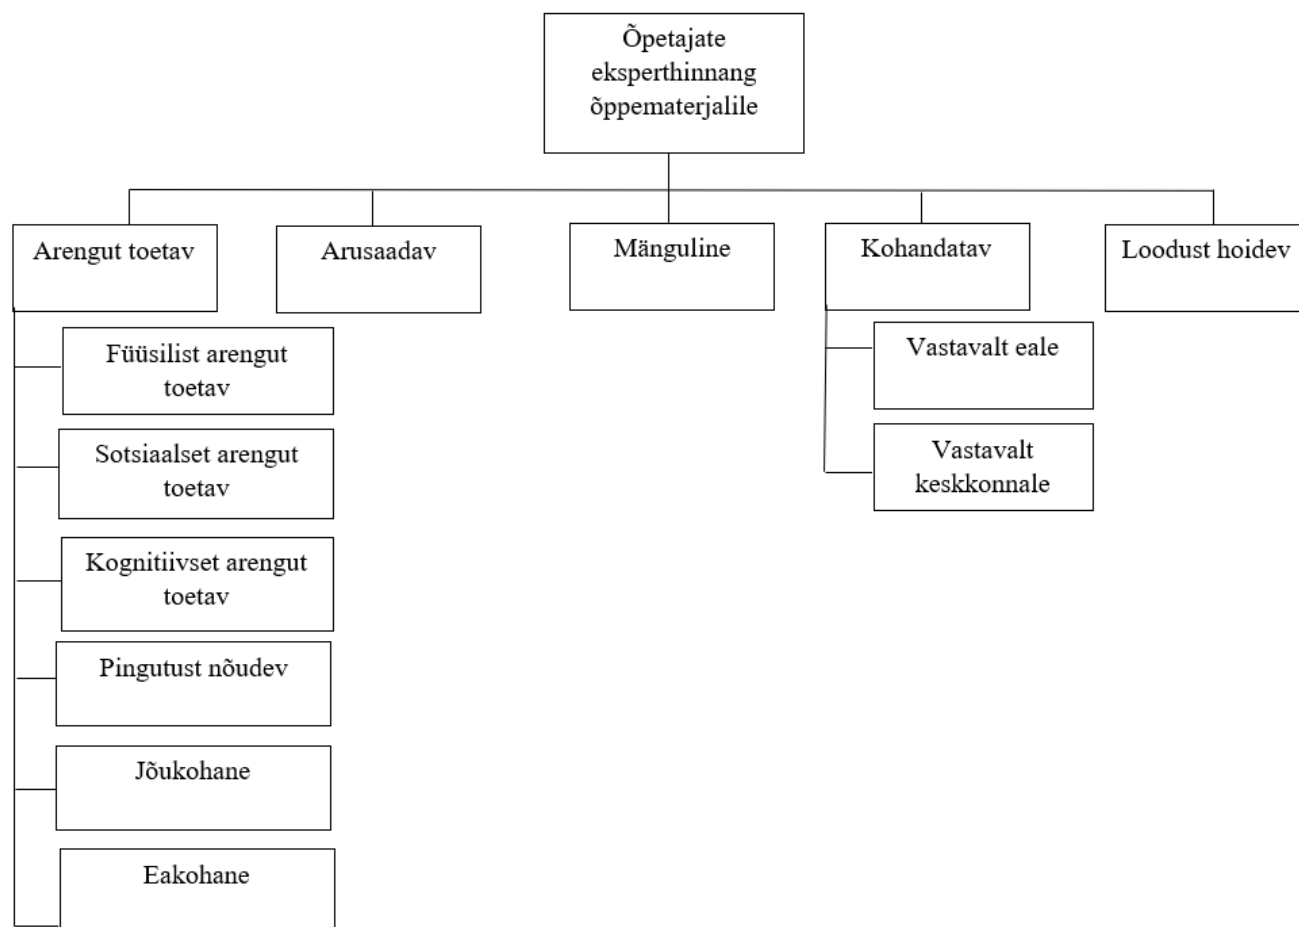 Õpetajate
eksperthinnang
õppematerjalile
Arengut toetav
Arusaadav
Mänguline
Kohandatav
Loodust hoidev
Füüsilist arengut
toetav
Sotsiaalset arengut
toetav
Kognitiivset arengut
toetav
Pingutust nõudev
Jõukohane
Eakohane
Vastavalt eale
Vastavalt
keskkonnale